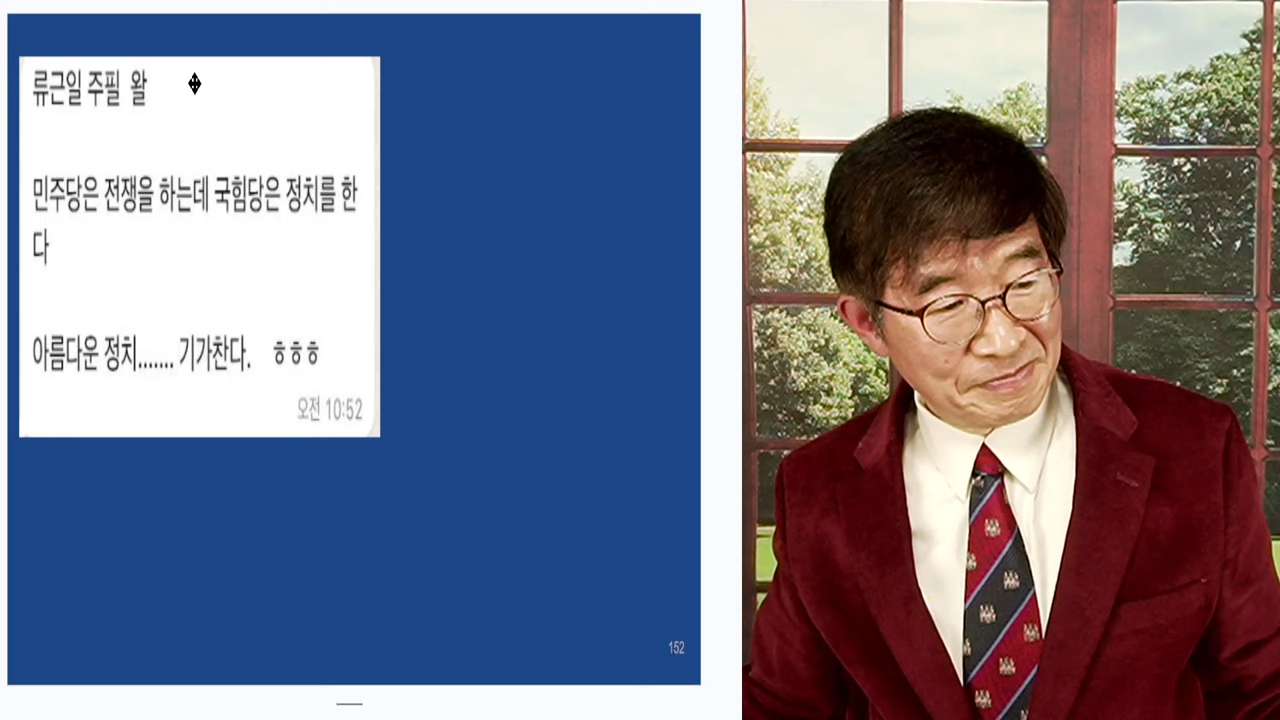 류근일 주필 왈
민주당은 전쟁을 하는데 국힘당은 정치를 한
다
아름다운 정치....... 기가찬다. ㅎㅎㅎ
오전 10:52
152